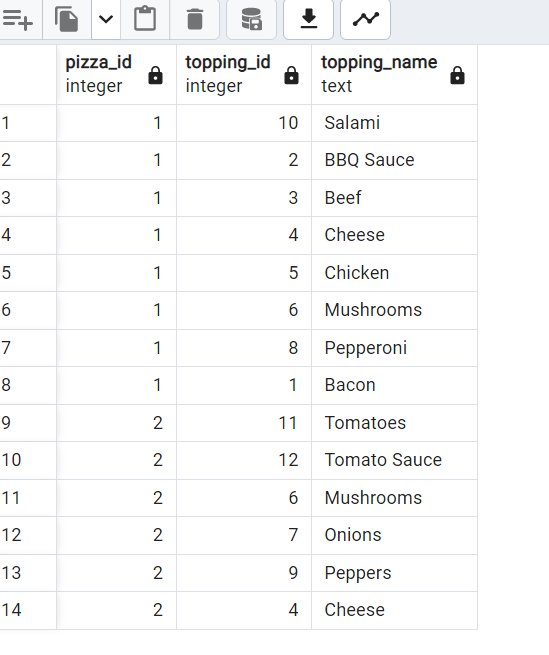 pizza_id topping_id topping_name
integer integer text
1 1 10 Salami
2 1 2 BBQ Sauce
3 1 3 Beef
4 1 4 Cheese
5 1 5 Chicken
6 1 6 Mushrooms
7 1 8 Pepperoni
8 1 1 Bacon
9 2 11 Tomatoes
10 2 12 Tomato Sauce
11 2 6 Mushrooms
12 2 7 Onions
13 2 9 Peppers
14 2 4 Cheese